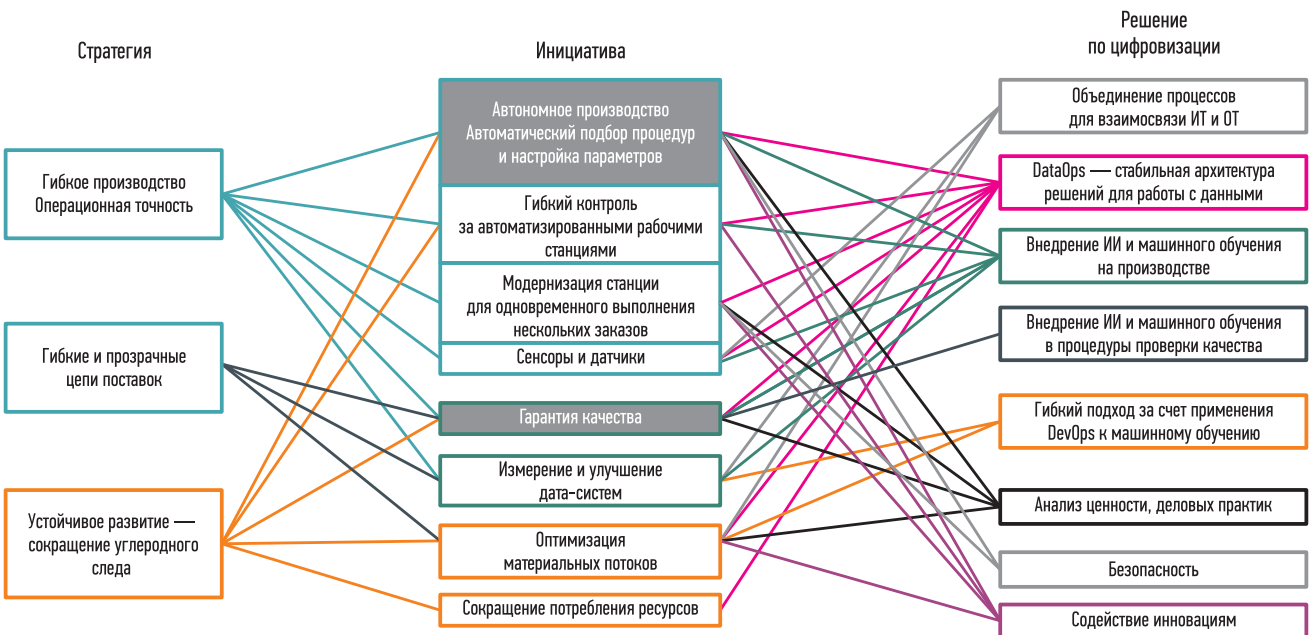 Стратегия
Гибкое производство
Операционная точность
Гибкие и прозрачные
цепи поставок
Устойчивое развитие —
сокращение углеродного
следа
Инициатива
Автономное производство
Автоматический подбор процедур
и настройка параметров
Гибкий контроль
за автоматизированными рабочими
станциями
Модернизация станции
для одновременного выполнения
нескольких заказов
Сенсоры и датчики
Гарантия качества
Измерение и улучшение
дата-систем
Оптимизация
материальных потоков
Сокращение потребления ресурсов
Решение
по цифровизации
Объединение процессов
для взаимосвязи ИТ и ОТ
DataOps — стабильная архитектура
решений для работы с данными
Внедрение ИИ и машинного обучения
на производстве
Внедрение ИИ и машинного обучения
в процедуры проверки качества
Гибкий подход за счет применения
DevOps к машинному обучению
Анализ ценности, деловых практик
Безопасность
Содействие инновациям